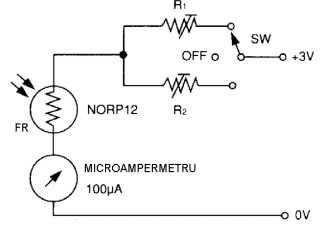 R1
SW
OFF
+3V
NORP12
R2
FR
MICROAMPERMETRU
100µA
0V